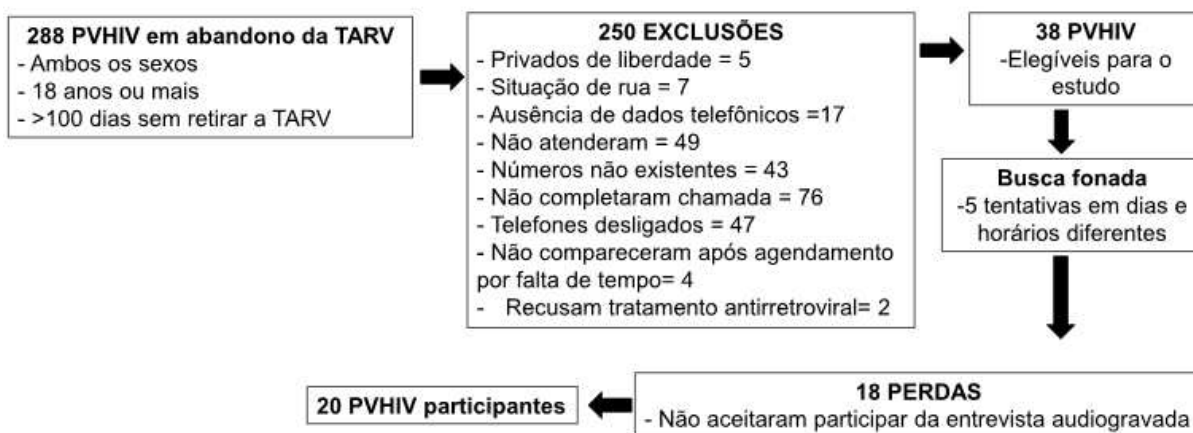 288 PVHIV em abandono da TARV
- Ambos os sexos
- 18 anos ou mais
- >100 dias sem retirar a TARV
250 EXCLUSÕES
- Privados de liberdade = 5
- Situação de rua = 7
- Ausência de dados telefônicos =17
- Não atenderam = 49
- Números não existentes = 43
- Não completaram chamada = 76
- Telefones desligados = 47
- Não compareceram após agendamento
por falta de tempo= 4
- Recusam tratamento antirretroviral= 2
38 PVHIV
-Elegíveis para o
estudo
Busca fonada
-5 tentativas em dias e
horários diferentes
18 PERDAS
- Não aceitaram participar da entrevista audiogravada
20 PVHIV participantes